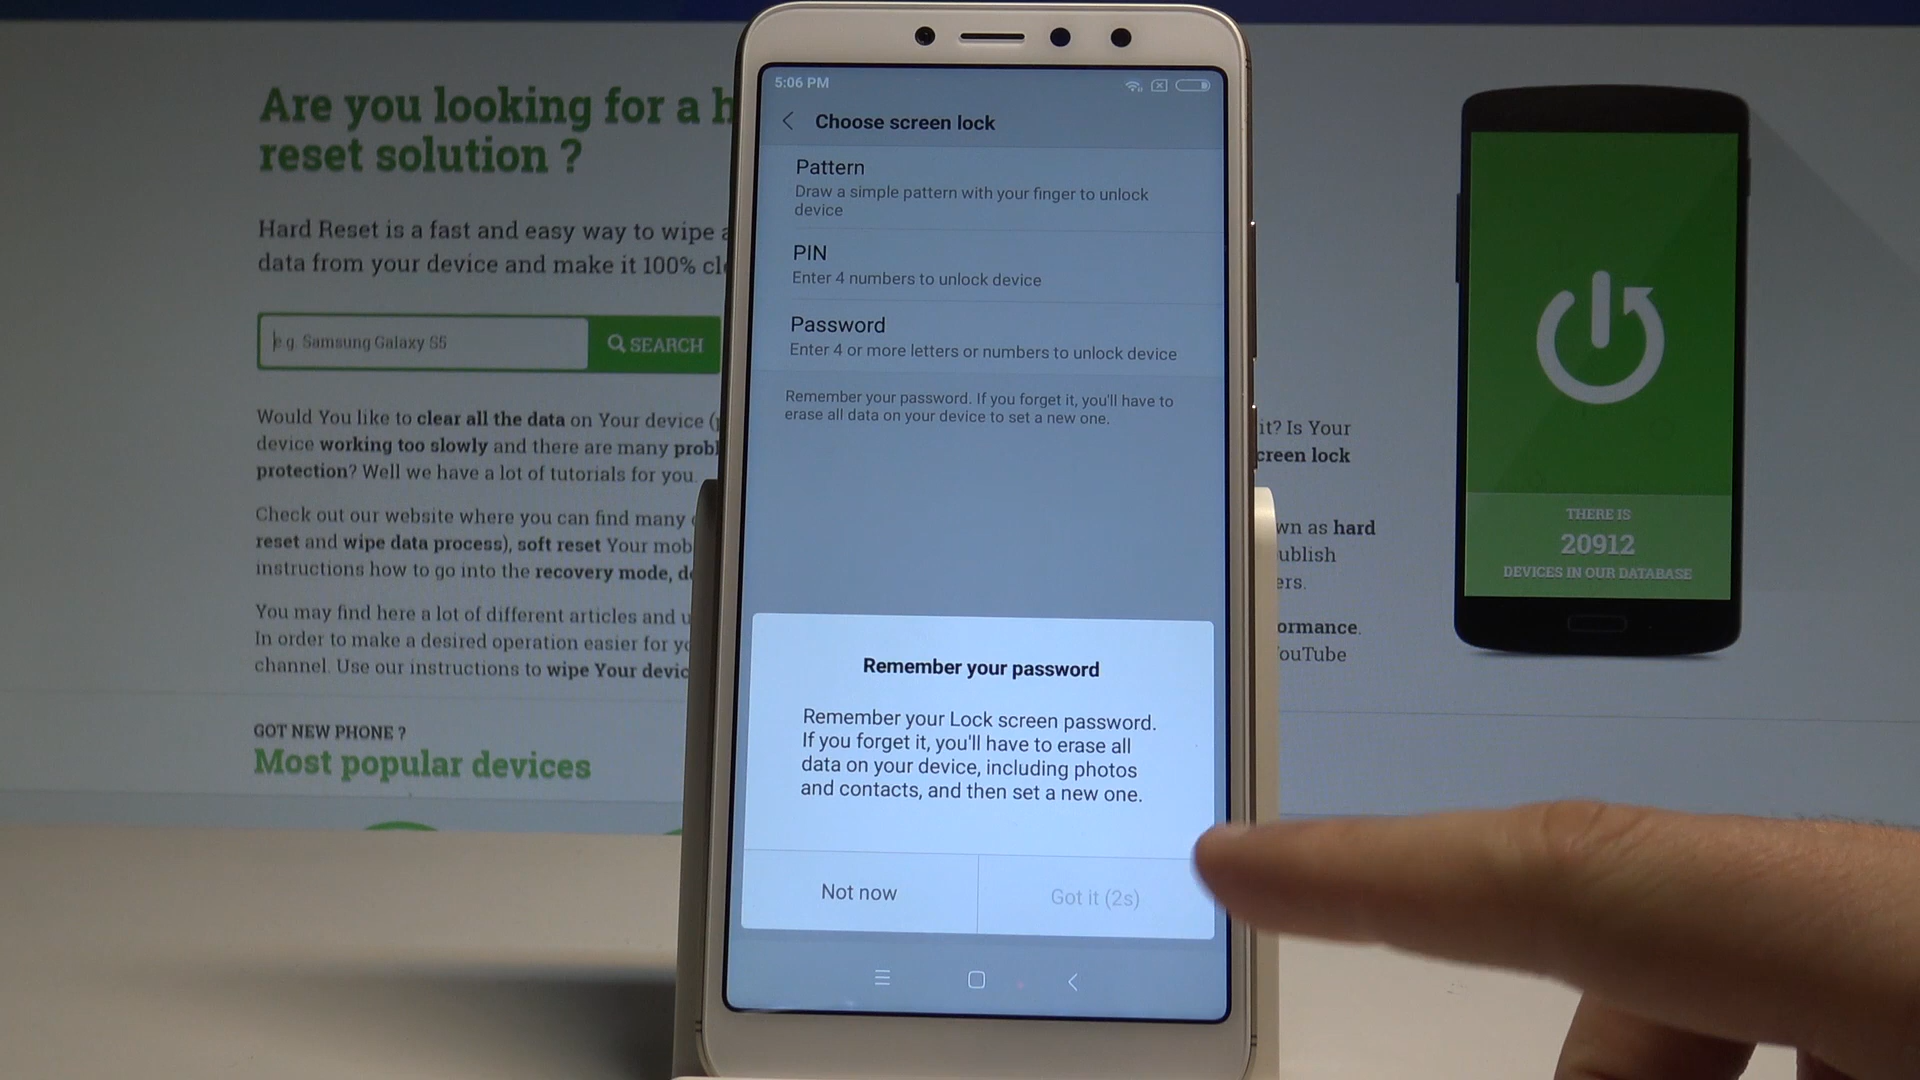 Are you looking for a h
reset solution ?
Hard Reset is a fast and easy way to wipe a
data from your device and make it 100% cl
e.g. Samsung Galaxy S5
SEARCH
Would You like to clear all the data on Your device (
device working too slowly and there are many probl
protection? Well we have a lot of tutorials for you.
Check out our website where you can find many
reset and wipe data process), soft reset Your mob
instructions how to go into the recovery mode, d
You may find here a lot of different articles and u
In order to make a desired operation easier for yo
channel. Use our instructions to wipe Your devic
GOT NEW PHONE ?
Most popular devices
5:06 PM
Choose screen lock
Pattern
Draw a simple pattern with your finger to unlock
device
PIN
Enter 4 numbers to unlock device
Password
Enter 4 or more letters or numbers to unlock device
Remember your password. If you forget it, you'll have to
erase all data on your device to set a new one.
Remember your password
Remember your Lock screen password.
If you forget it, you'll have to erase all
data on your device, including photos
and contacts, and then set a new one.
Not now
Got it (2s)
it? Is Your
creen lock
wn as hard
ublish
ers.
ormance.
ouTube
THERE IS
20912
DEVICES IN OUR DATABASE